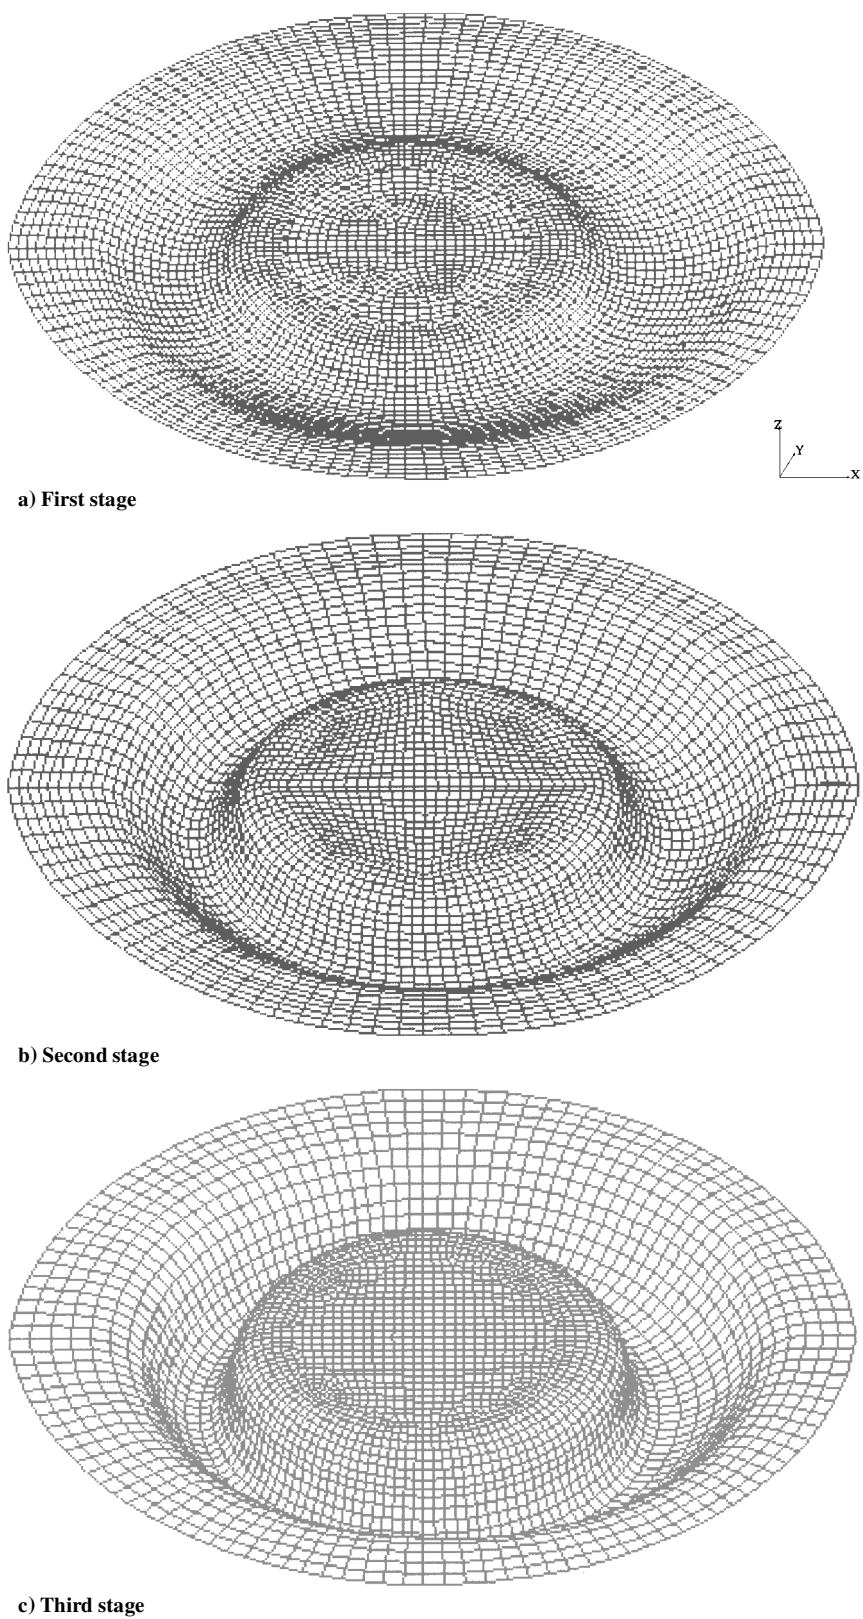 Z
Y
X
a) First stage
b) Second stage
c) Third stage